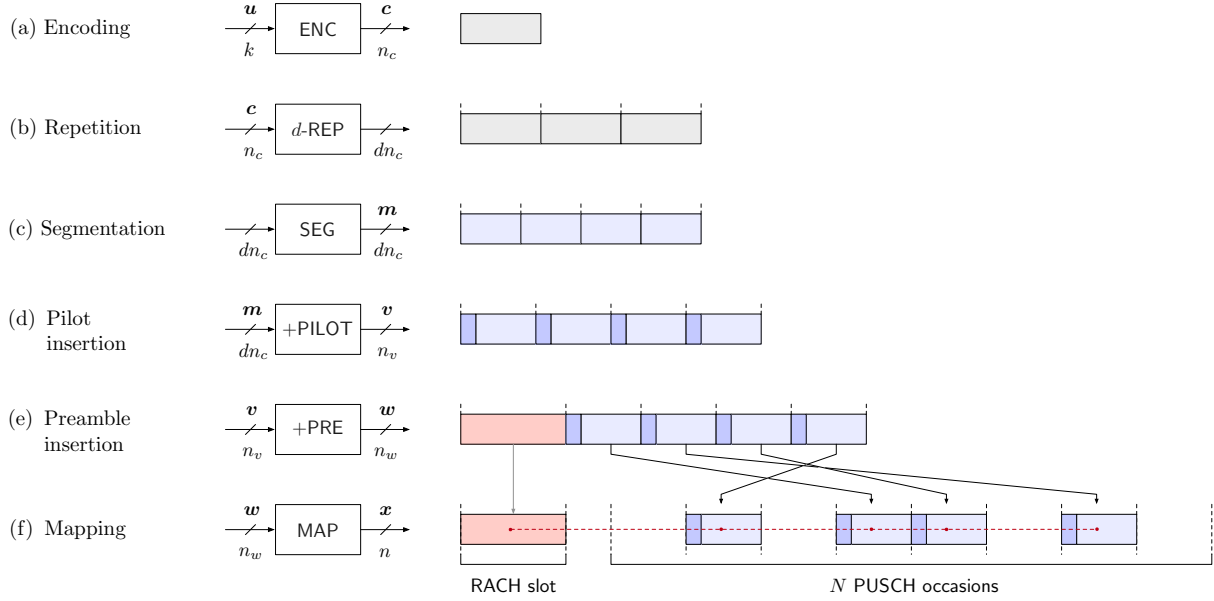 (a) Encoding u k ENC c n_c
(b) Repetition c n_c d-REP dn_c
(c) Segmentation dn_c SEG m dn_c
(d) Pilot insertion m dn_c +PILOT v n_v
(e) Preamble insertion v n_v +PRE w n_w
(f) Mapping w n_w MAP x n
RACH slot N PUSCH occasions